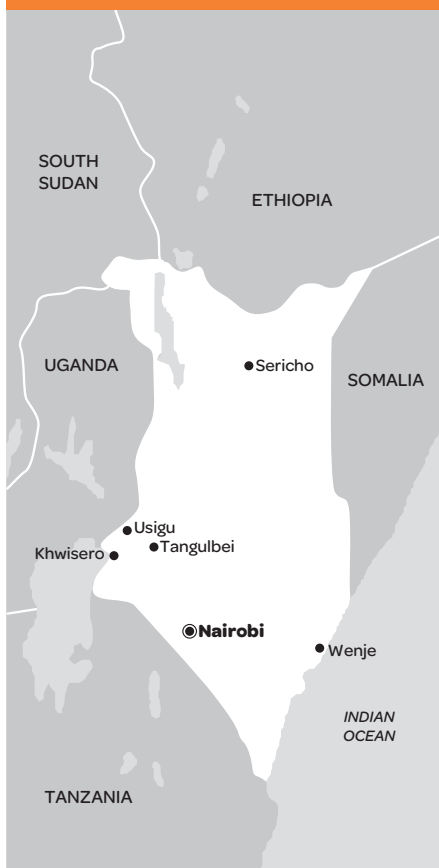 SOUTH
SUDAN
ETHIOPIA
UGANDA
Sericho
SOMALIA
Usigu
Tangulbei
Khwisero
Nairobi
Wenje
INDIAN
OCEAN
TANZANIA